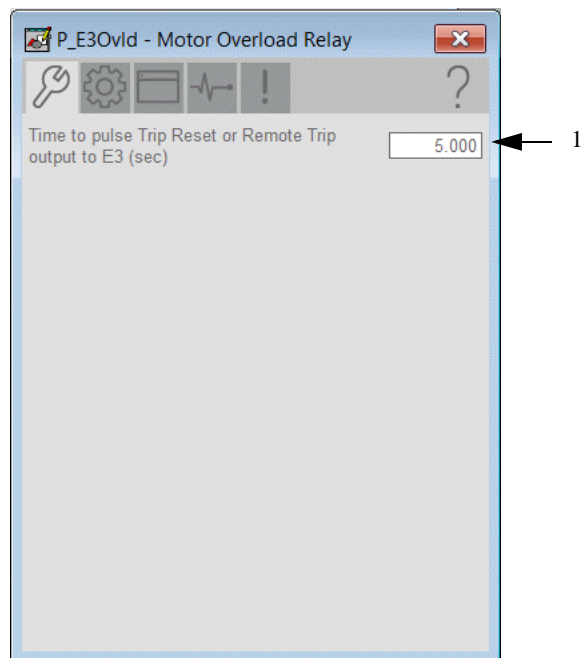 P_E3Ovld - Motor Overload Relay
Time to pulse Trip Reset or Remote Trip
output to E3 (sec)
5.000
1